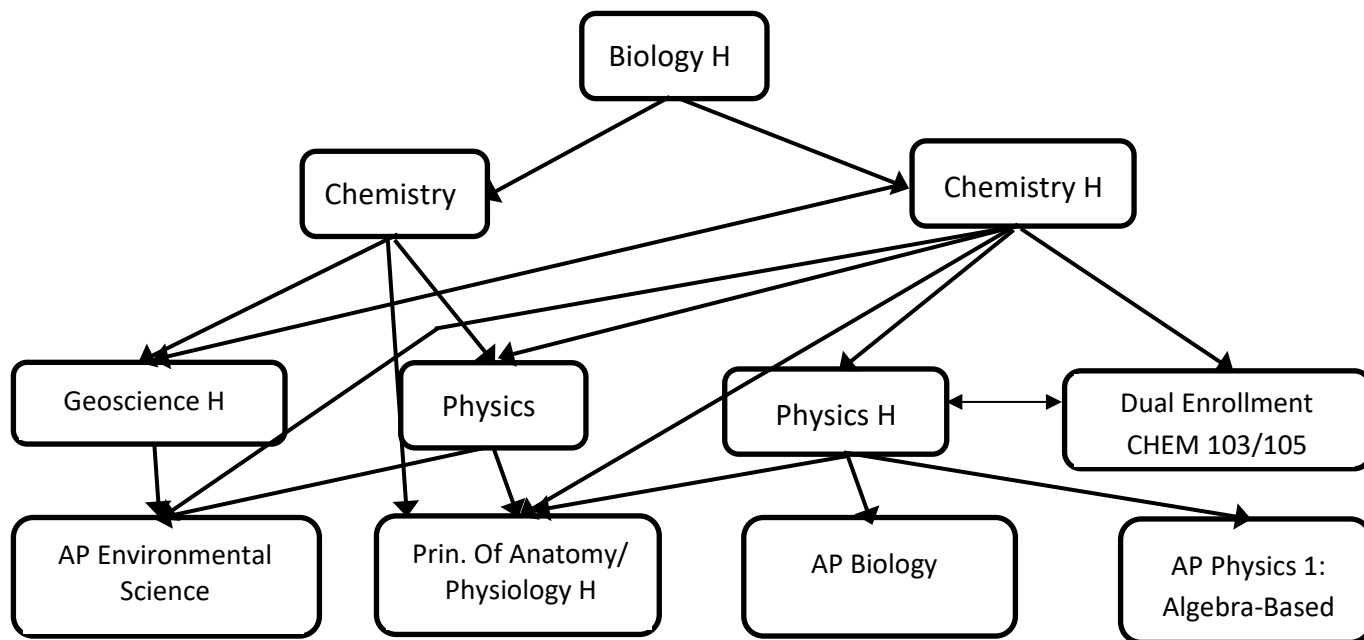 Biology H
Chemistry
Chemistry H
Geoscience H
Physics
Physics H
Dual Enrollment
CHEM 103/105
AP Environmental
Science
Prin. Of Anatomy/
Physiology H
AP Biology
AP Physics 1:
Algebra-Based